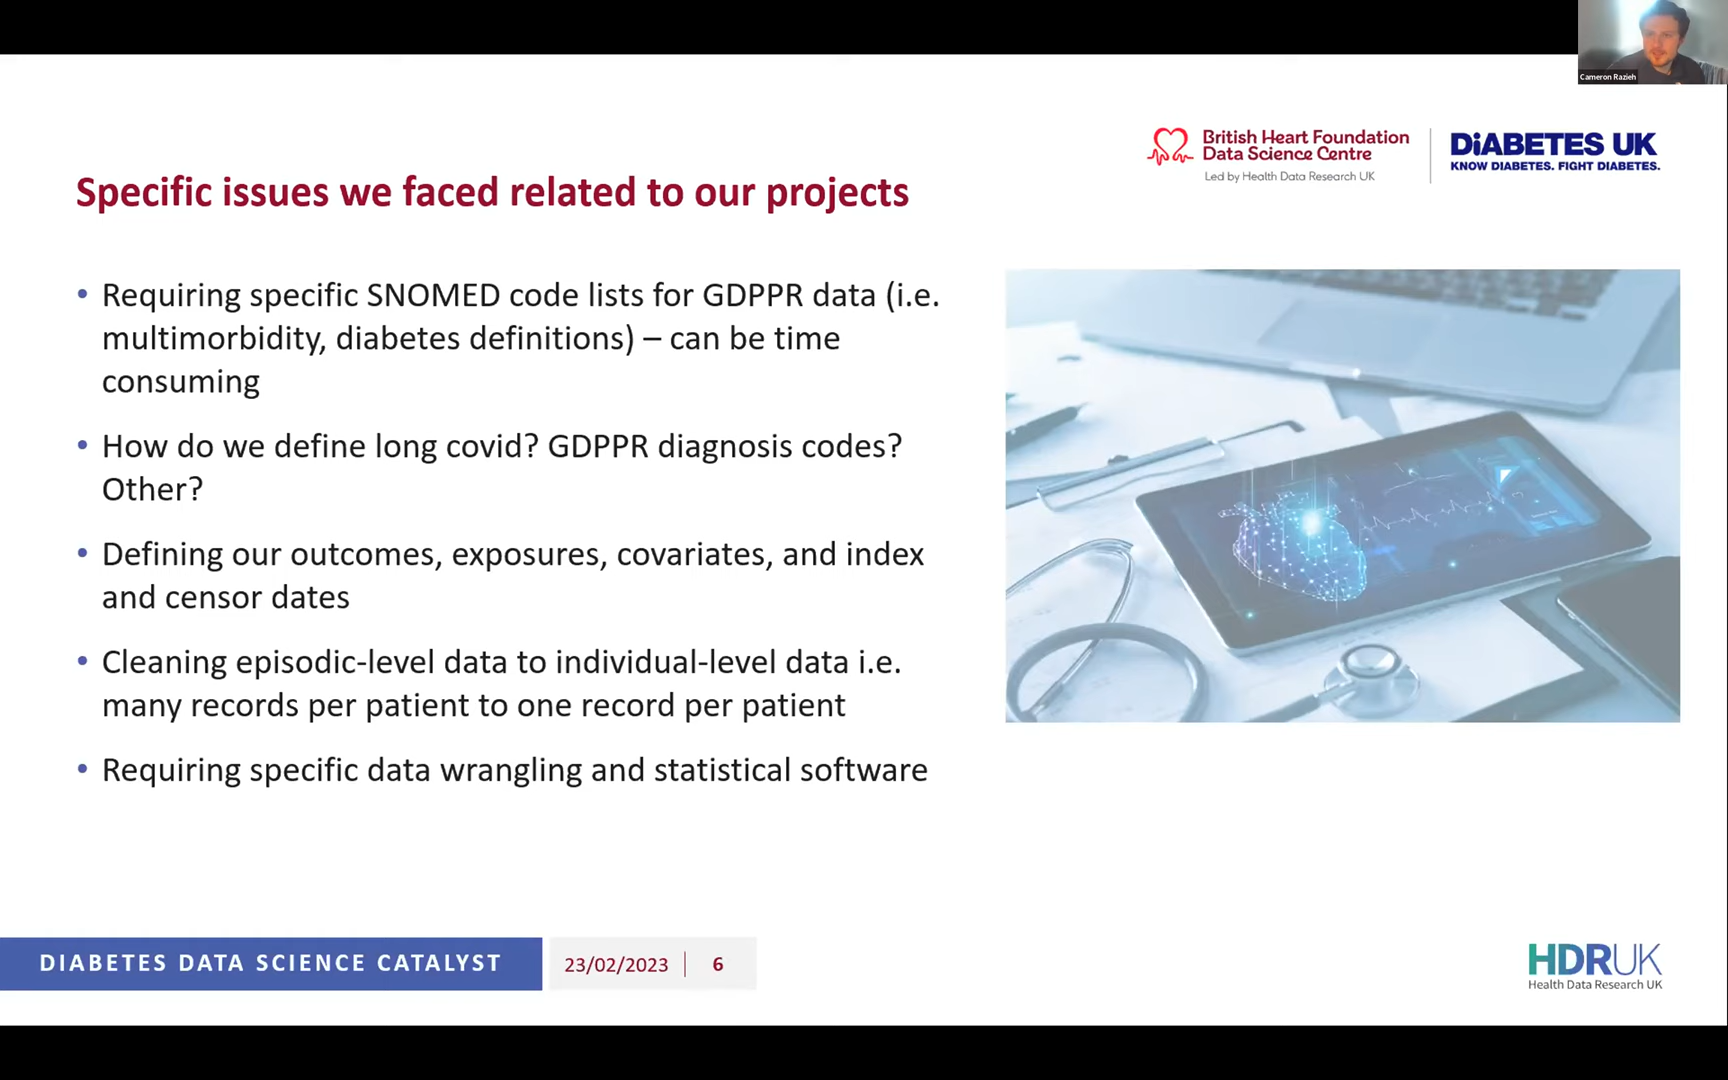 Cameron Razieh
British Heart Foundation
Data Science Centre
Led by Health Data Research UK
DiABETES UK
KNOW DIABETES. FIGHT DIABETES.
Specific issues we faced related to our projects
• Requiring specific SNOMED code lists for GDPPR data (i.e.
multimorbidity, diabetes definitions) – can be time
consuming
• How do we define long covid? GDPPR diagnosis codes?
Other?
• Defining our outcomes, exposures, covariates, and index
and censor dates
• Cleaning episodic-level data to individual-level data i.e.
many records per patient to one record per patient
• Requiring specific data wrangling and statistical software
DIABETES DATA SCIENCE CATALYST
23/02/2023 | 6
HDRUK
Health Data Research UK